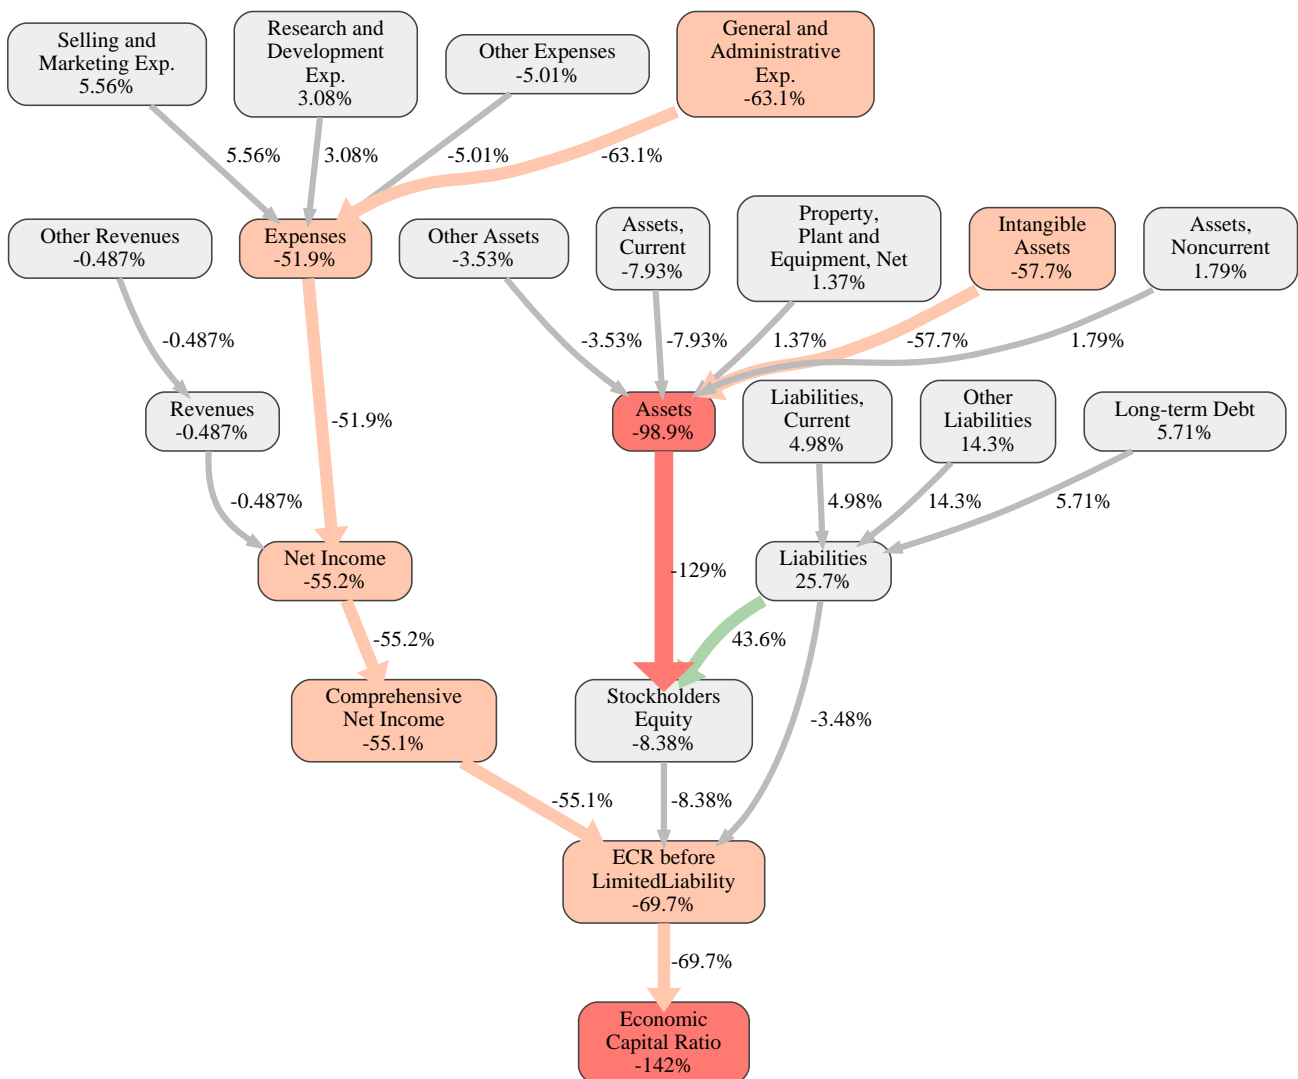 Selling and
Marketing Exp.
5.56%
Research and
Development
Exp.
3.08%
Other Expenses
-5.01%
General and
Administrative
Exp.
-63.1%
5.56%
3.08%
-5.01%
-63.1%
Other Revenues
-0.487%
Expenses
-51.9%
Other Assets
-3.53%
Assets,
Current
-7.93%
Property,
Plant and
Equipment, Net
1.37%
Intangible
Assets
-57.7%
Assets,
Noncurrent
1.79%
-0.487%
-3.53%
-7.93%
1.37%
-57.7%
1.79%
Revenues
-0.487%
-51.9%
Assets
-98.9%
Liabilities,
Current
4.98%
Other
Liabilities
14.3%
Long-term Debt
5.71%
-0.487%
4.98%
14.3%
5.71%
Net Income
-55.2%
-129%
Liabilities
25.7%
-55.2%
43.6%
Comprehensive
Net Income
-55.1%
Stockholders
Equity
-8.38%
-3.48%
-55.1%
-8.38%
ECR before
LimitedLiability
-69.7%
-69.7%
Economic
Capital Ratio
-142%